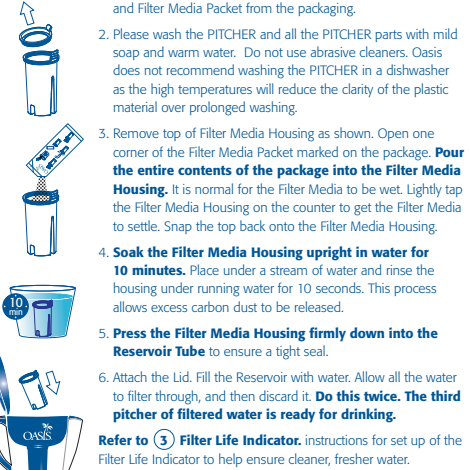 and Filter Media Packet from the packaging.
2. Please wash the PITCHER and all the PITCHER parts with mild
soap and warm water. Do not use abrasive cleaners. Oasis
does not recommend washing the PITCHER in a dishwasher
as the high temperatures will reduce the clarity of the plastic
material over prolonged washing.
3. Remove top of Filter Media Housing as shown. Open one
corner of the Filter Media Packet marked on the package. Pour
the entire contents of the package into the Filter Media
Housing. It is normal for the Filter Media to be wet. Lightly tap
the Filter Media Housing on the counter to get the Filter Media
to settle. Snap the top back onto the Filter Media Housing.
4. Soak the Filter Media Housing upright in water for
10 minutes. Place under a stream of water and rinse the
housing under running water for 10 seconds. This process
allows excess carbon dust to be released.
10
min
5. Press the Filter Media Housing firmly down into the
Reservoir Tube to ensure a tight seal.
6. Attach the Lid. Fill the Reservoir with water. Allow all the water
to filter through, and then discard it. Do this twice. The third
pitcher of filtered water is ready for drinking.
OASIS
Refer to 3 Filter Life Indicator. instructions for set up of the
Filter Life Indicator to help ensure cleaner, fresher water.